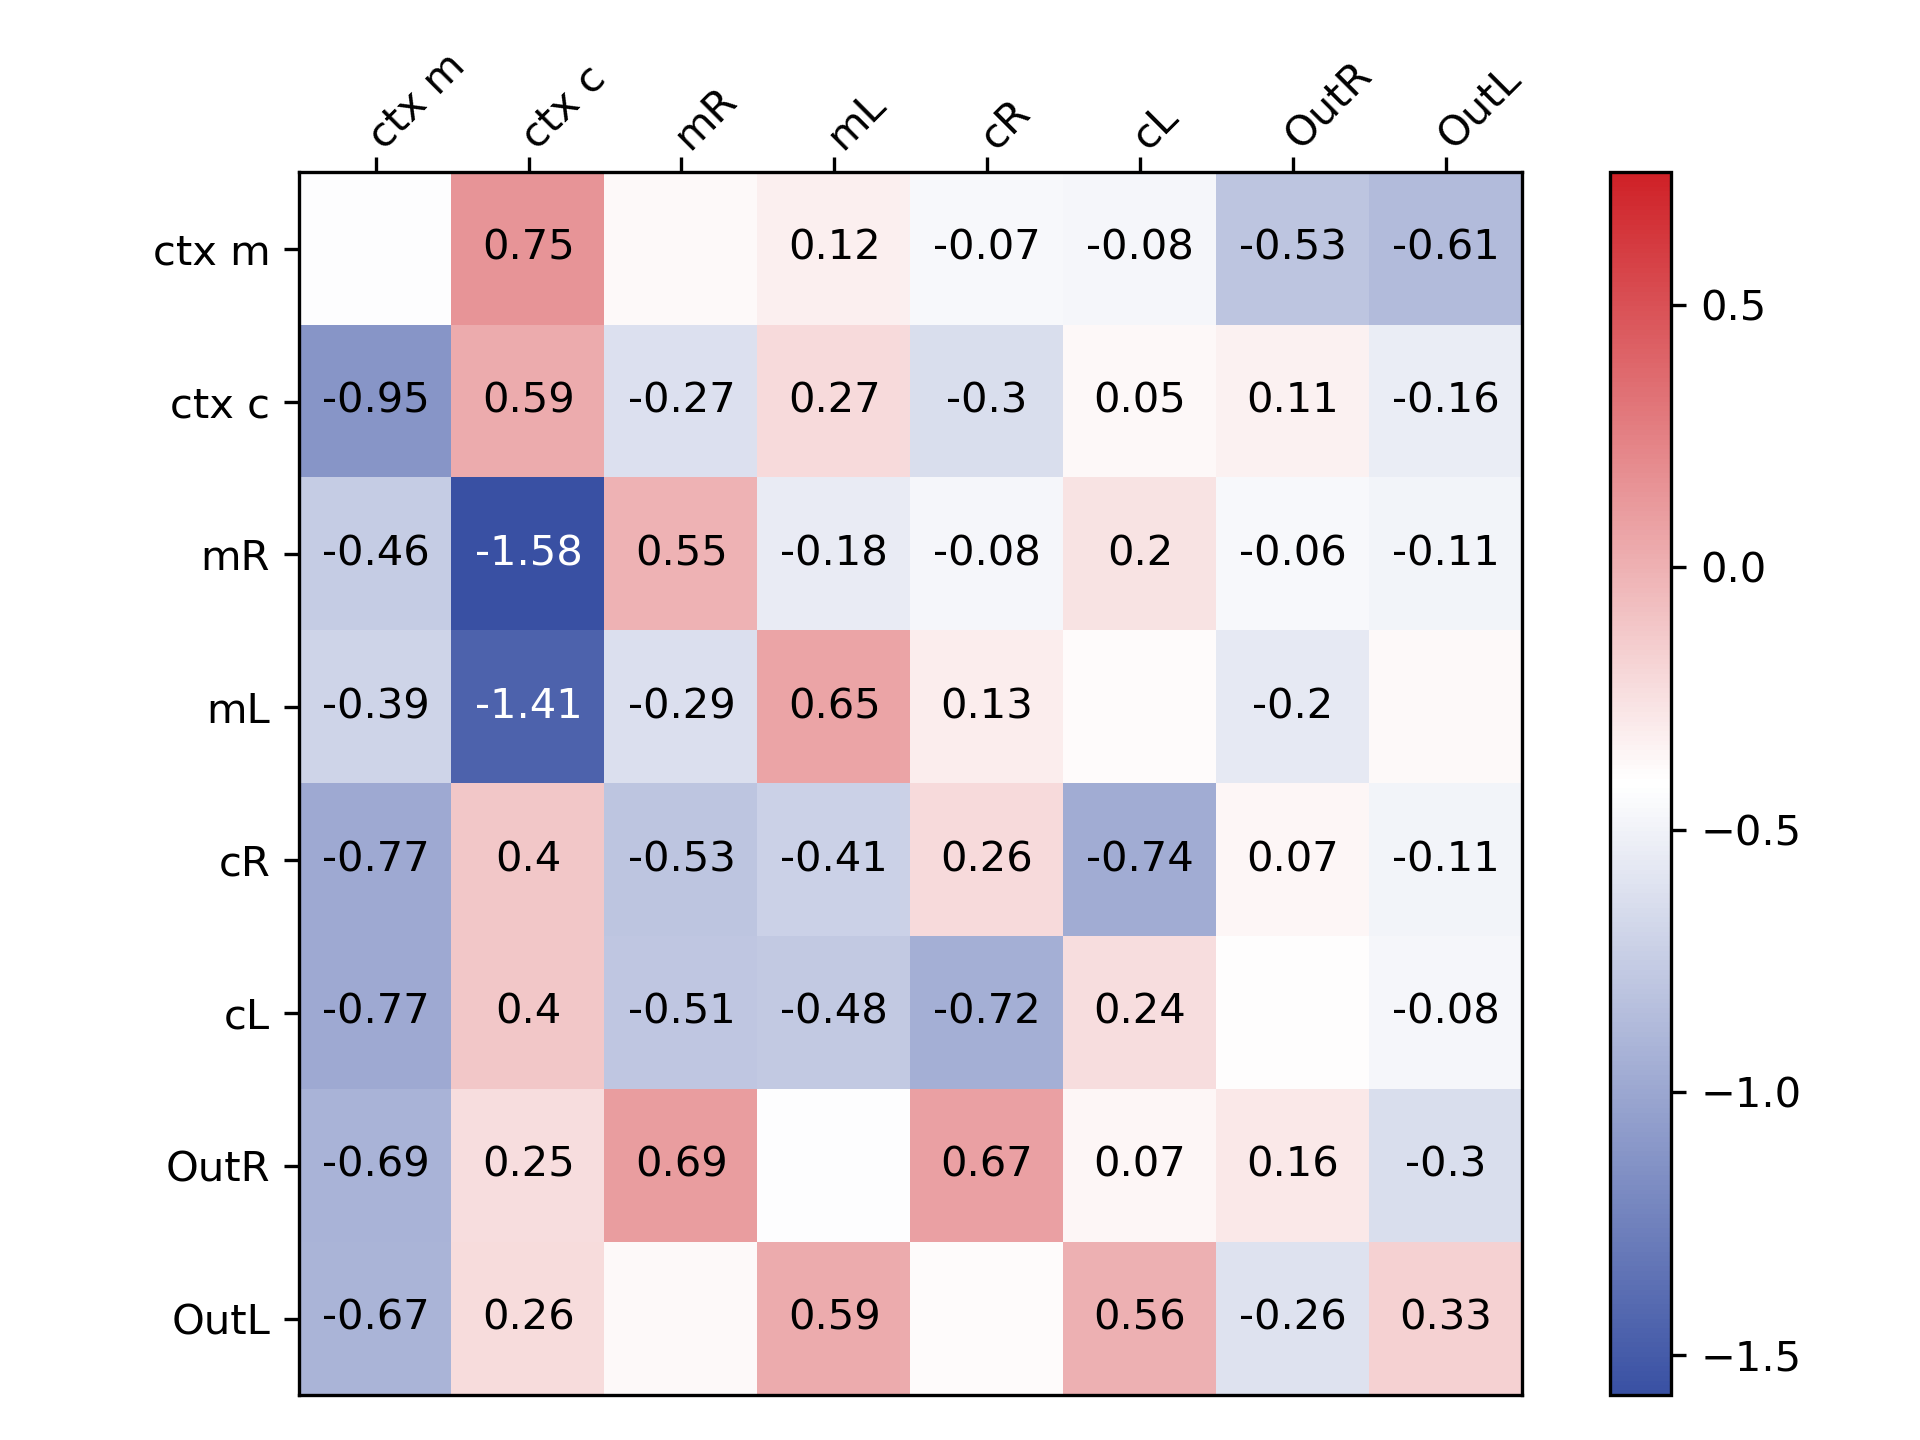 ctx m ctx c mR mL cR cL OutR OutL
ctx m 0.75 0.12 -0.07 -0.08 -0.53 -0.61
ctx c -0.95 0.59 -0.27 0.27 -0.3 0.05 0.11 -0.16
mR -0.46 -1.58 0.55 -0.18 -0.08 0.2 -0.06 -0.11
mL -0.39 -1.41 -0.29 0.65 0.13 -0.2
cR -0.77 0.4 -0.53 -0.41 0.26 -0.74 0.07 -0.11
cL -0.77 0.4 -0.51 -0.48 -0.72 0.24 -0.08
OutR -0.69 0.25 0.69 0.67 0.07 0.16 -0.3
OutL -0.67 0.26 0.59 0.56 -0.26 0.33
0.5
0.0
−0.5
−1.0
−1.5